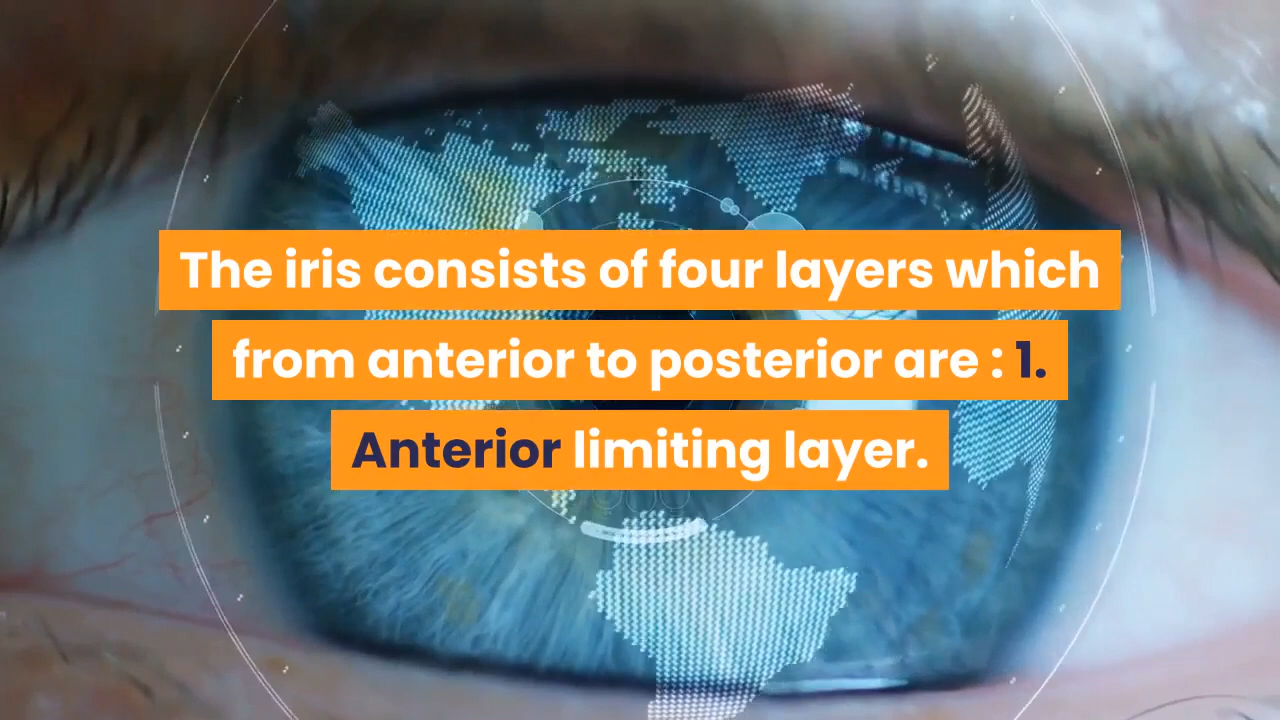 The iris consists of four layers which
from anterior to posterior are : 1.
Anterior limiting layer.